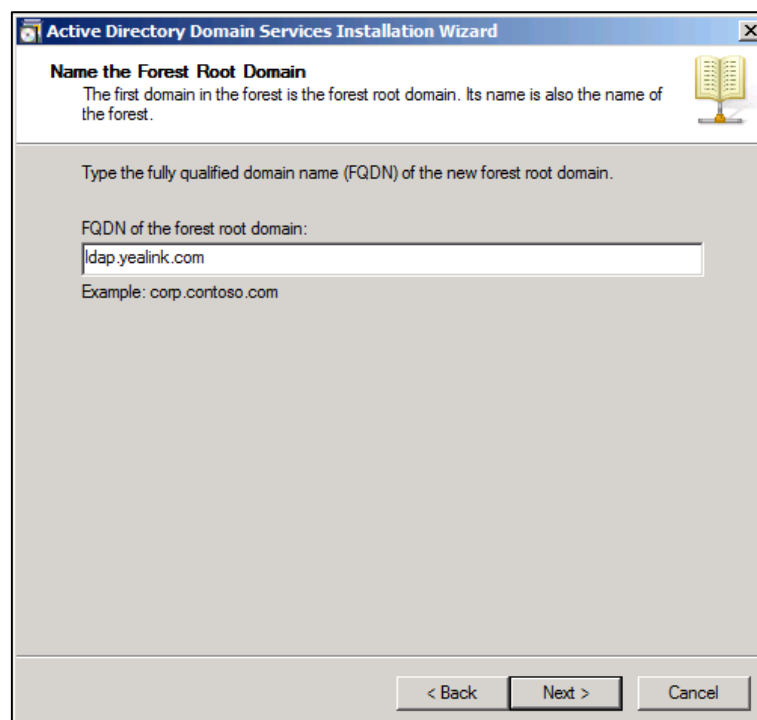 Active Directory Domain Services Installation Wizard
Name the Forest Root Domain
The first domain in the forest is the forest root domain. Its name is also the name of
the forest.
Type the fully qualified domain name (FQDN) of the new forest root domain.
FQDN of the forest root domain:
ldap.yealink.com
Example: corp.contoso.com
< Back Next > Cancel